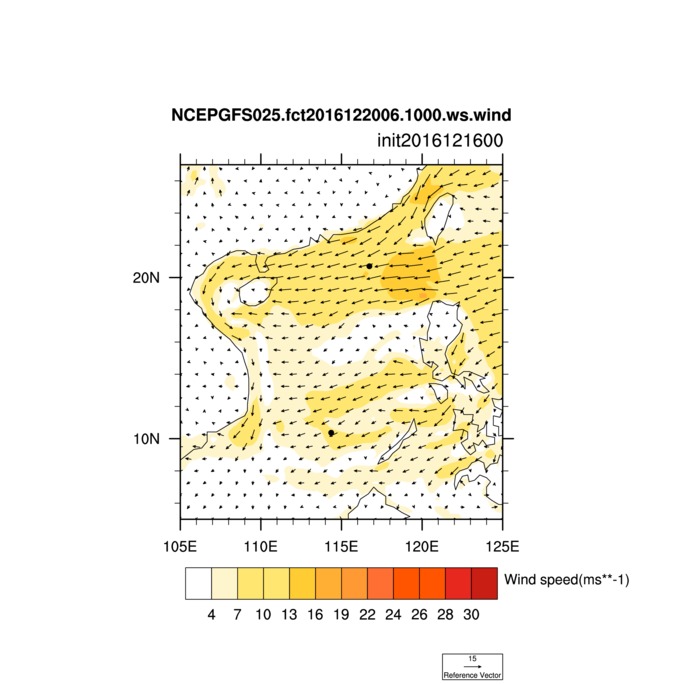 NCEPGFS025.fct2016122006.1000.ws.wind
init2016121600
20N
10N
105E 110E 115E 120E 125E
Wind speed(ms**-1)
4 7 10 13 16 19 22 24 26 28 30
15
Reference Vector